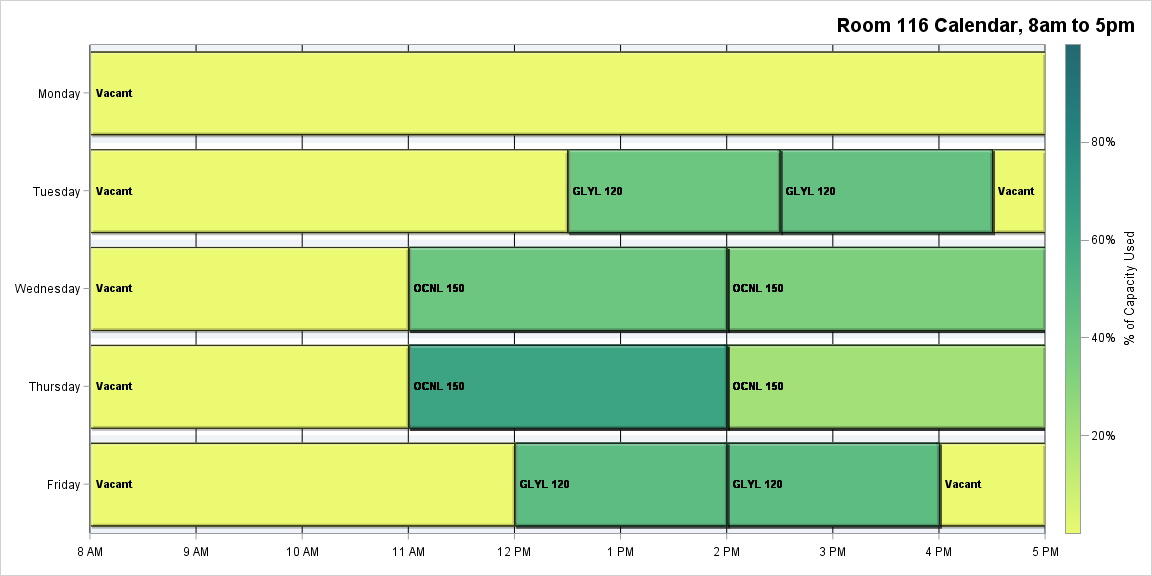 Room 116 Calendar, 8am to 5pm
Monday
Vacant
Tuesday
Vacant
GLYL 120
GLYL 120
Vacant
Wednesday
Vacant
OCNL 150
OCNL 150
Thursday
Vacant
OCNL 150
OCNL 150
Friday
Vacant
GLYL 120
GLYL 120
Vacant
8 AM
9 AM
10 AM
11 AM
12 PM
1 PM
2 PM
3 PM
4 PM
5 PM
80%
60%
40%
20%
% of Capacity Used